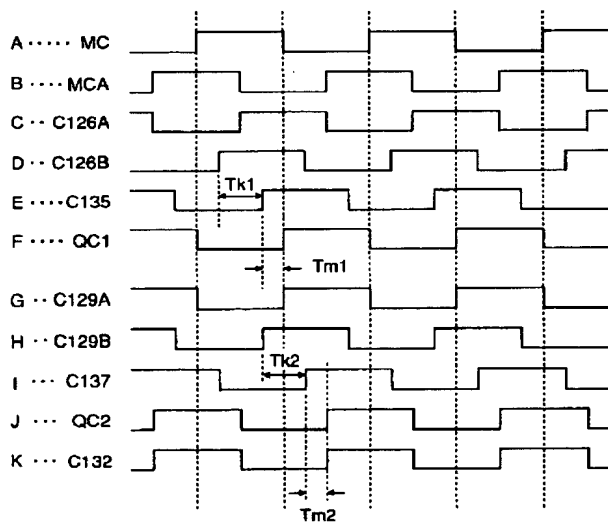 A ····· MC
B ···· MCA
C ·· C126A
D ·· C126B
Tk1
E ···· C135
F ···· QC1
Tm1
G ·· C129A
H ·· C129B
Tk2
I ···· C137
J ··· QC2
K ··· C132
Tm2